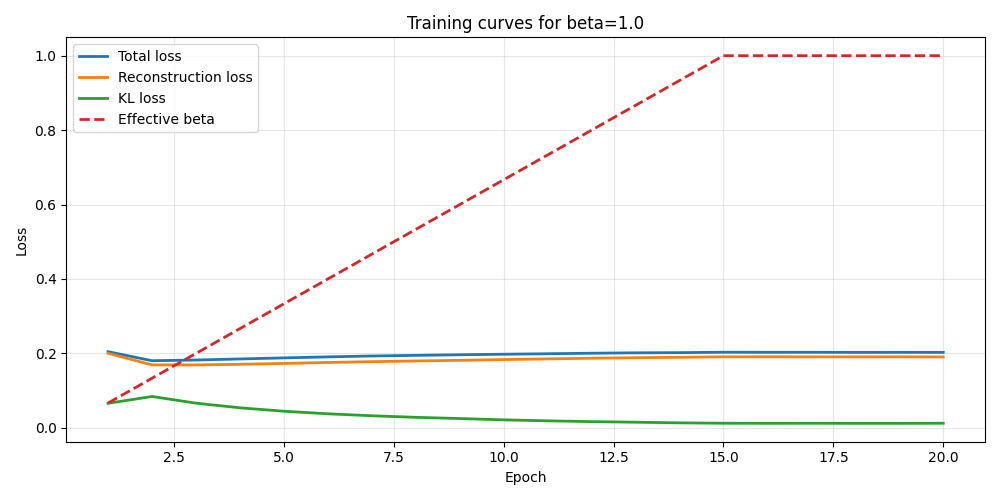 Training curves for beta=1.0
Total loss
Reconstruction loss
KL loss
Effective beta
Loss
1.0
0.8
0.6
0.4
0.2
0.0
2.5 5.0 7.5 10.0 12.5 15.0 17.5 20.0
Epoch